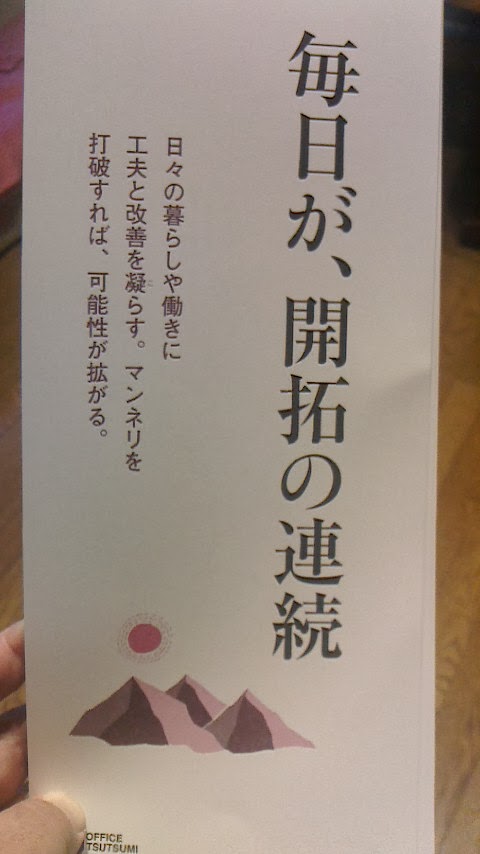 毎日が、開拓の連続
日々の暮らしや働きに
工夫と改善を凝らす。マンネリを
打破すれば、可能性が拡がる。
OFFICE
TSUTSUMI